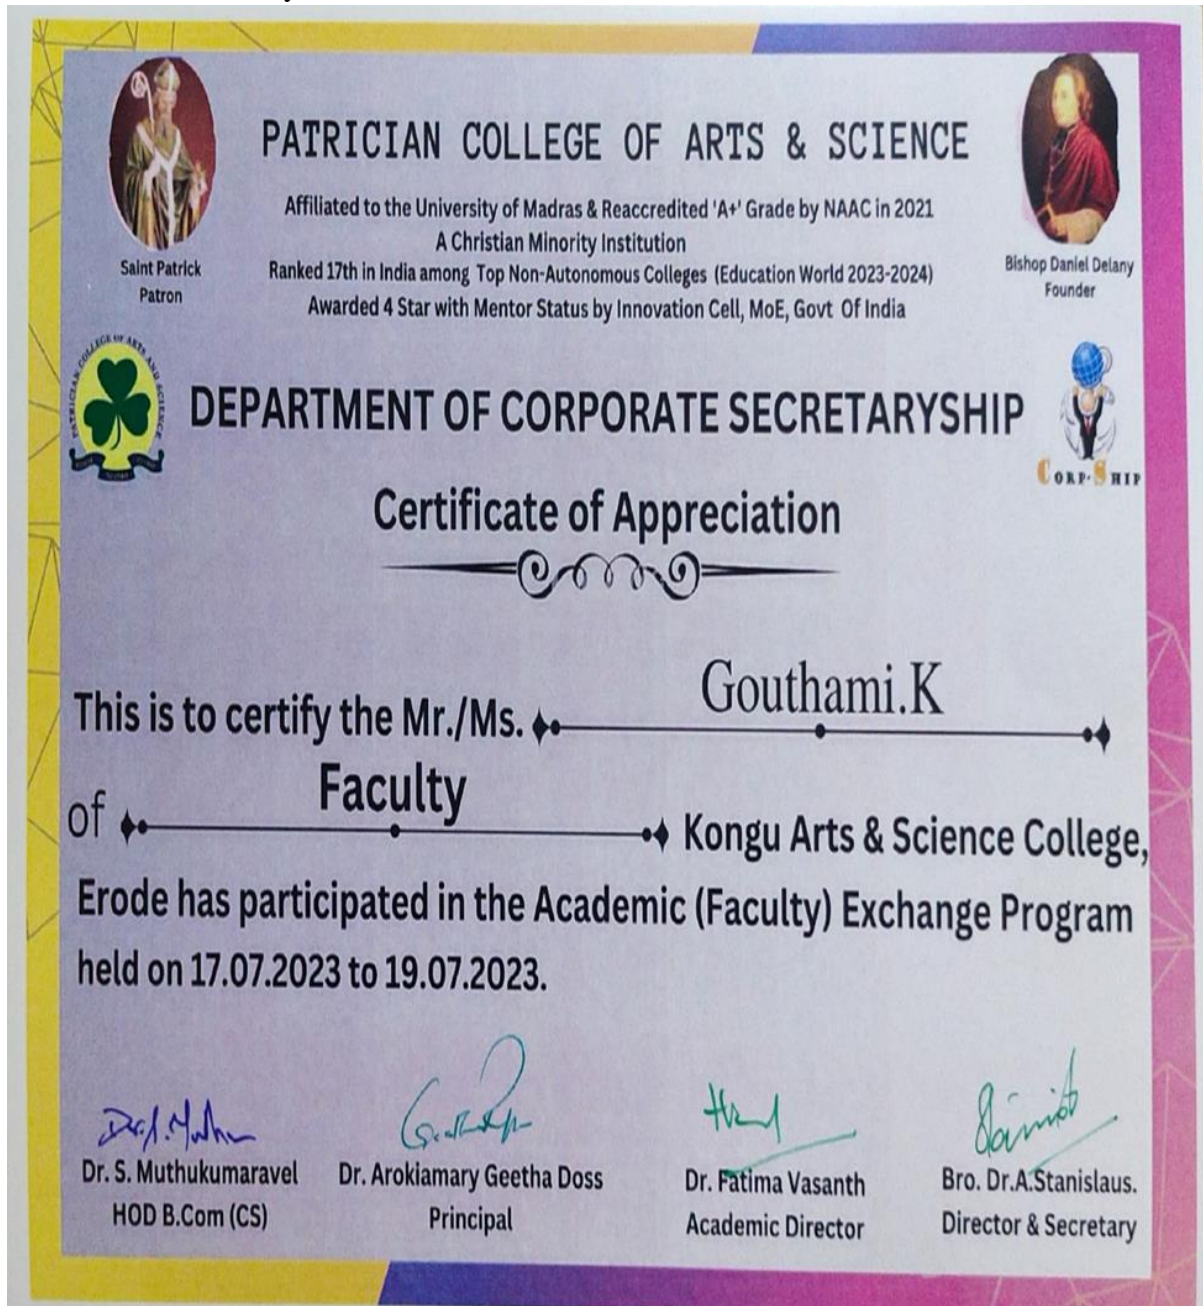 PATRICIAN COLLEGE OF ARTS & SCIENCE
Affiliated to the University of Madras & Reaccredited 'A+' Grade by NAAC in 2021
A Christian Minority Institution
Ranked 17th in India among Top Non-Autonomous Colleges (Education World 2023-2024)
Awarded 4 Star with Mentor Status by Innovation Cell, MoE, Govt Of India
Saint Patrick
Patron
Bishop Daniel Delany
Founder
PATRICIAN COLLEGE OF ARTS AND SCIENCE
DEPARTMENT OF CORPORATE SECRETARYSHIP
CORP-SHIP
Certificate of Appreciation
This is to certify the Mr./Ms. Gouthami.K
of Faculty Kongu Arts & Science College,
Erode has participated in the Academic (Faculty) Exchange Program
held on 17.07.2023 to 19.07.2023.
Dr. S. Muthukumaravel
HOD B.Com (CS)
Dr. Arokiamary Geetha Doss
Principal
Dr. Fatima Vasanth
Academic Director
Bro. Dr.A.Stanislaus.
Director & Secretary